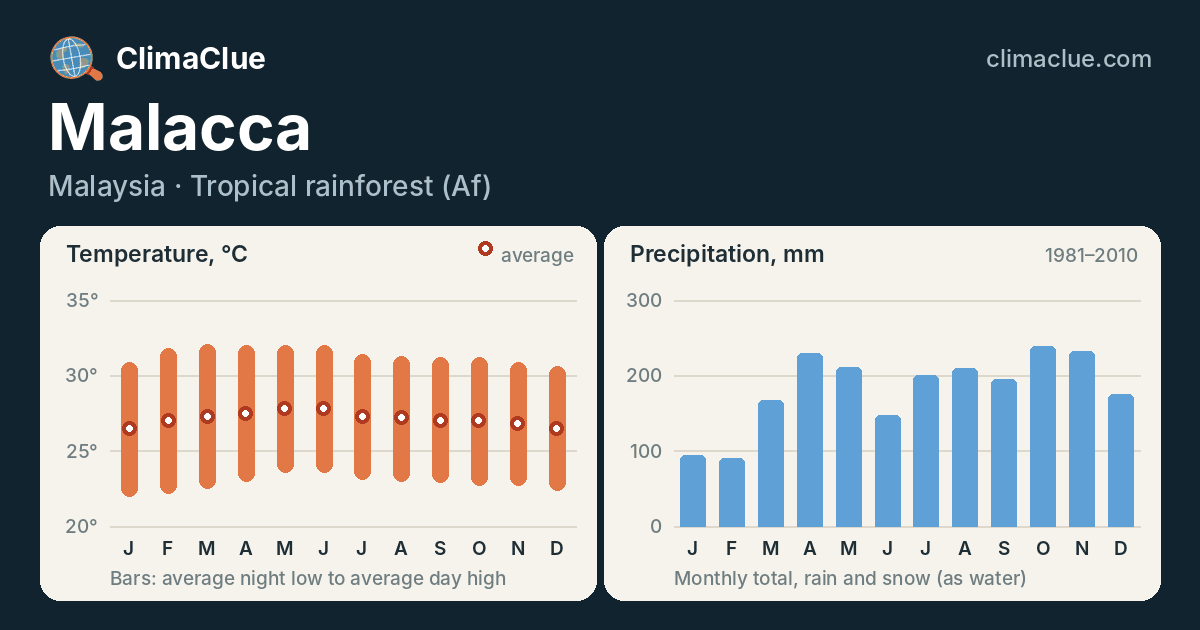 ClimaClue
climaclue.com
Malacca
Malaysia · Tropical rainforest (Af)
Temperature, °C
average
35°
30°
25°
20°
J F M A M J J A S O N D
Bars: average night low to average day high
Precipitation, mm
1981–2010
300
200
100
0
J F M A M J J A S O N D
Monthly total, rain and snow (as water)